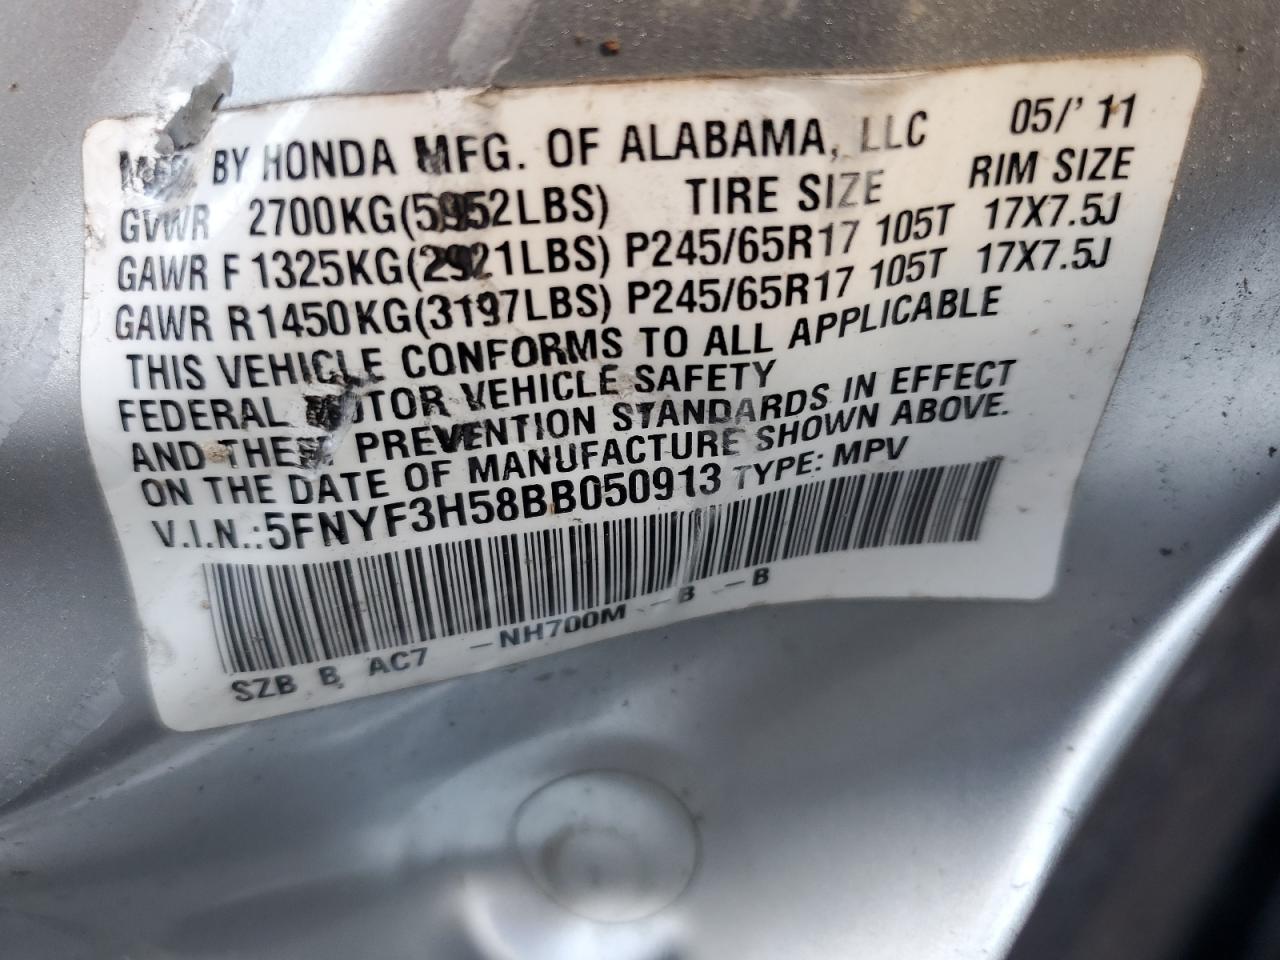 MFD. BY HONDA MFG. OF ALABAMA, LLC 05/' 11
GVWR 2700KG(5952LBS) TIRE SIZE RIM SIZE
GAWR F 1325KG(2921LBS) P245/65R17 105T 17X7.5J
GAWR R1450KG(3197LBS) P245/65R17 105T 17X7.5J
THIS VEHICLE CONFORMS TO ALL APPLICABLE
FEDERAL MOTOR VEHICLE SAFETY
AND THEFT PREVENTION STANDARDS IN EFFECT
ON THE DATE OF MANUFACTURE SHOWN ABOVE.
V.I.N.:5FNYF3H58BB050913 TYPE: MPV
SZB B AC7 -NH700M -B -B